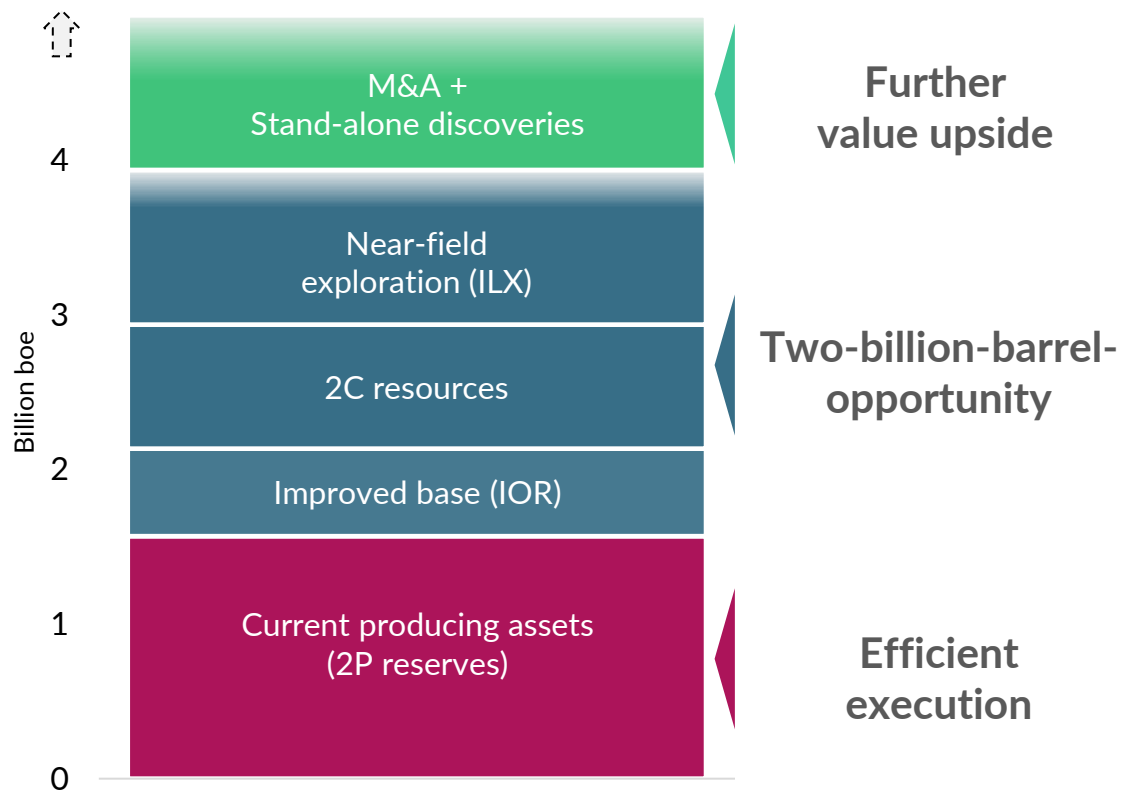 M&A +
Stand-alone discoveries
Near-field
exploration (ILX)
2C resources
Improved base (IOR)
Current producing assets
(2P reserves)
Billion boe
4
3
2
1
0
Further
value upside
Two-billion-barrel-
opportunity
Efficient
execution